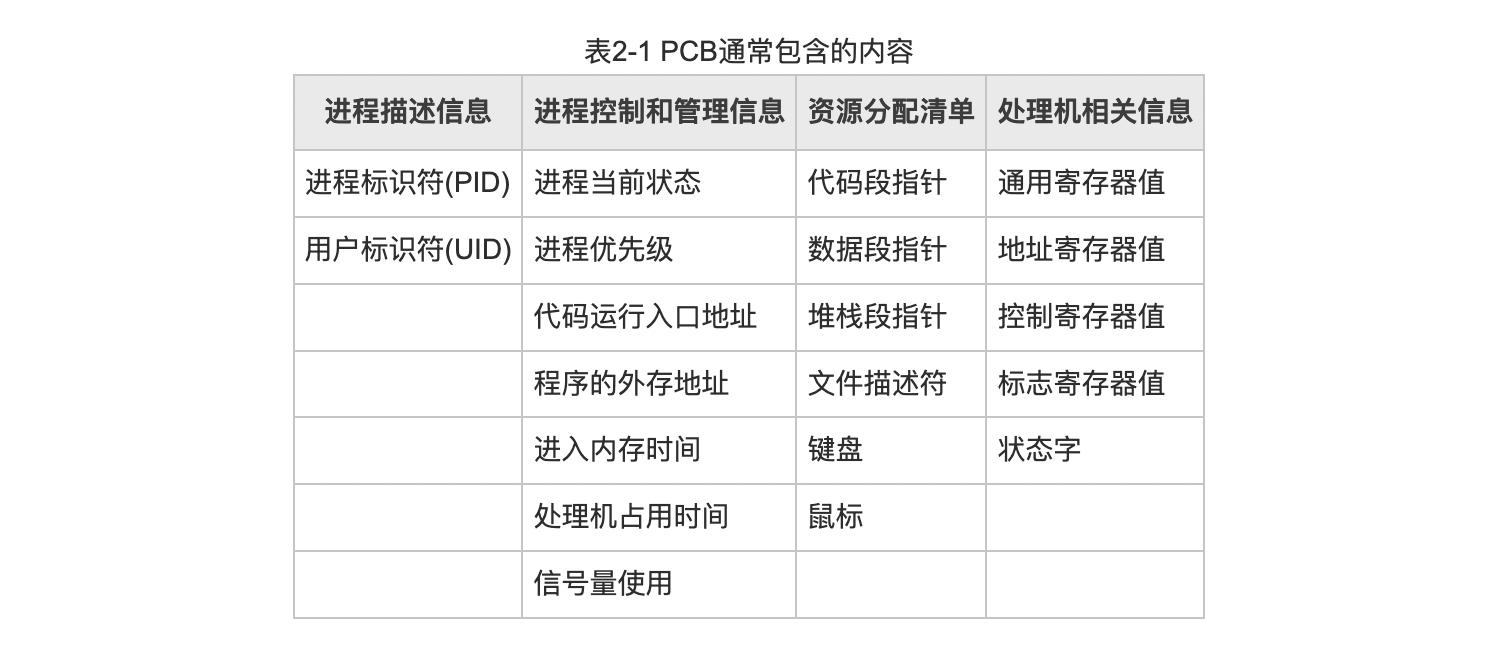 表2-1 PCB通常包含的内容
进程描述信息 进程控制和管理信息 资源分配清单 处理机相关信息
进程标识符(PID) 进程当前状态 代码段指针 通用寄存器值
用户标识符(UID) 进程优先级 数据段指针 地址寄存器值
代码运行入口地址 堆栈段指针 控制寄存器值
程序的外存地址 文件描述符 标志寄存器值
进入内存时间 键盘 状态字
处理机占用时间 鼠标
信号量使用